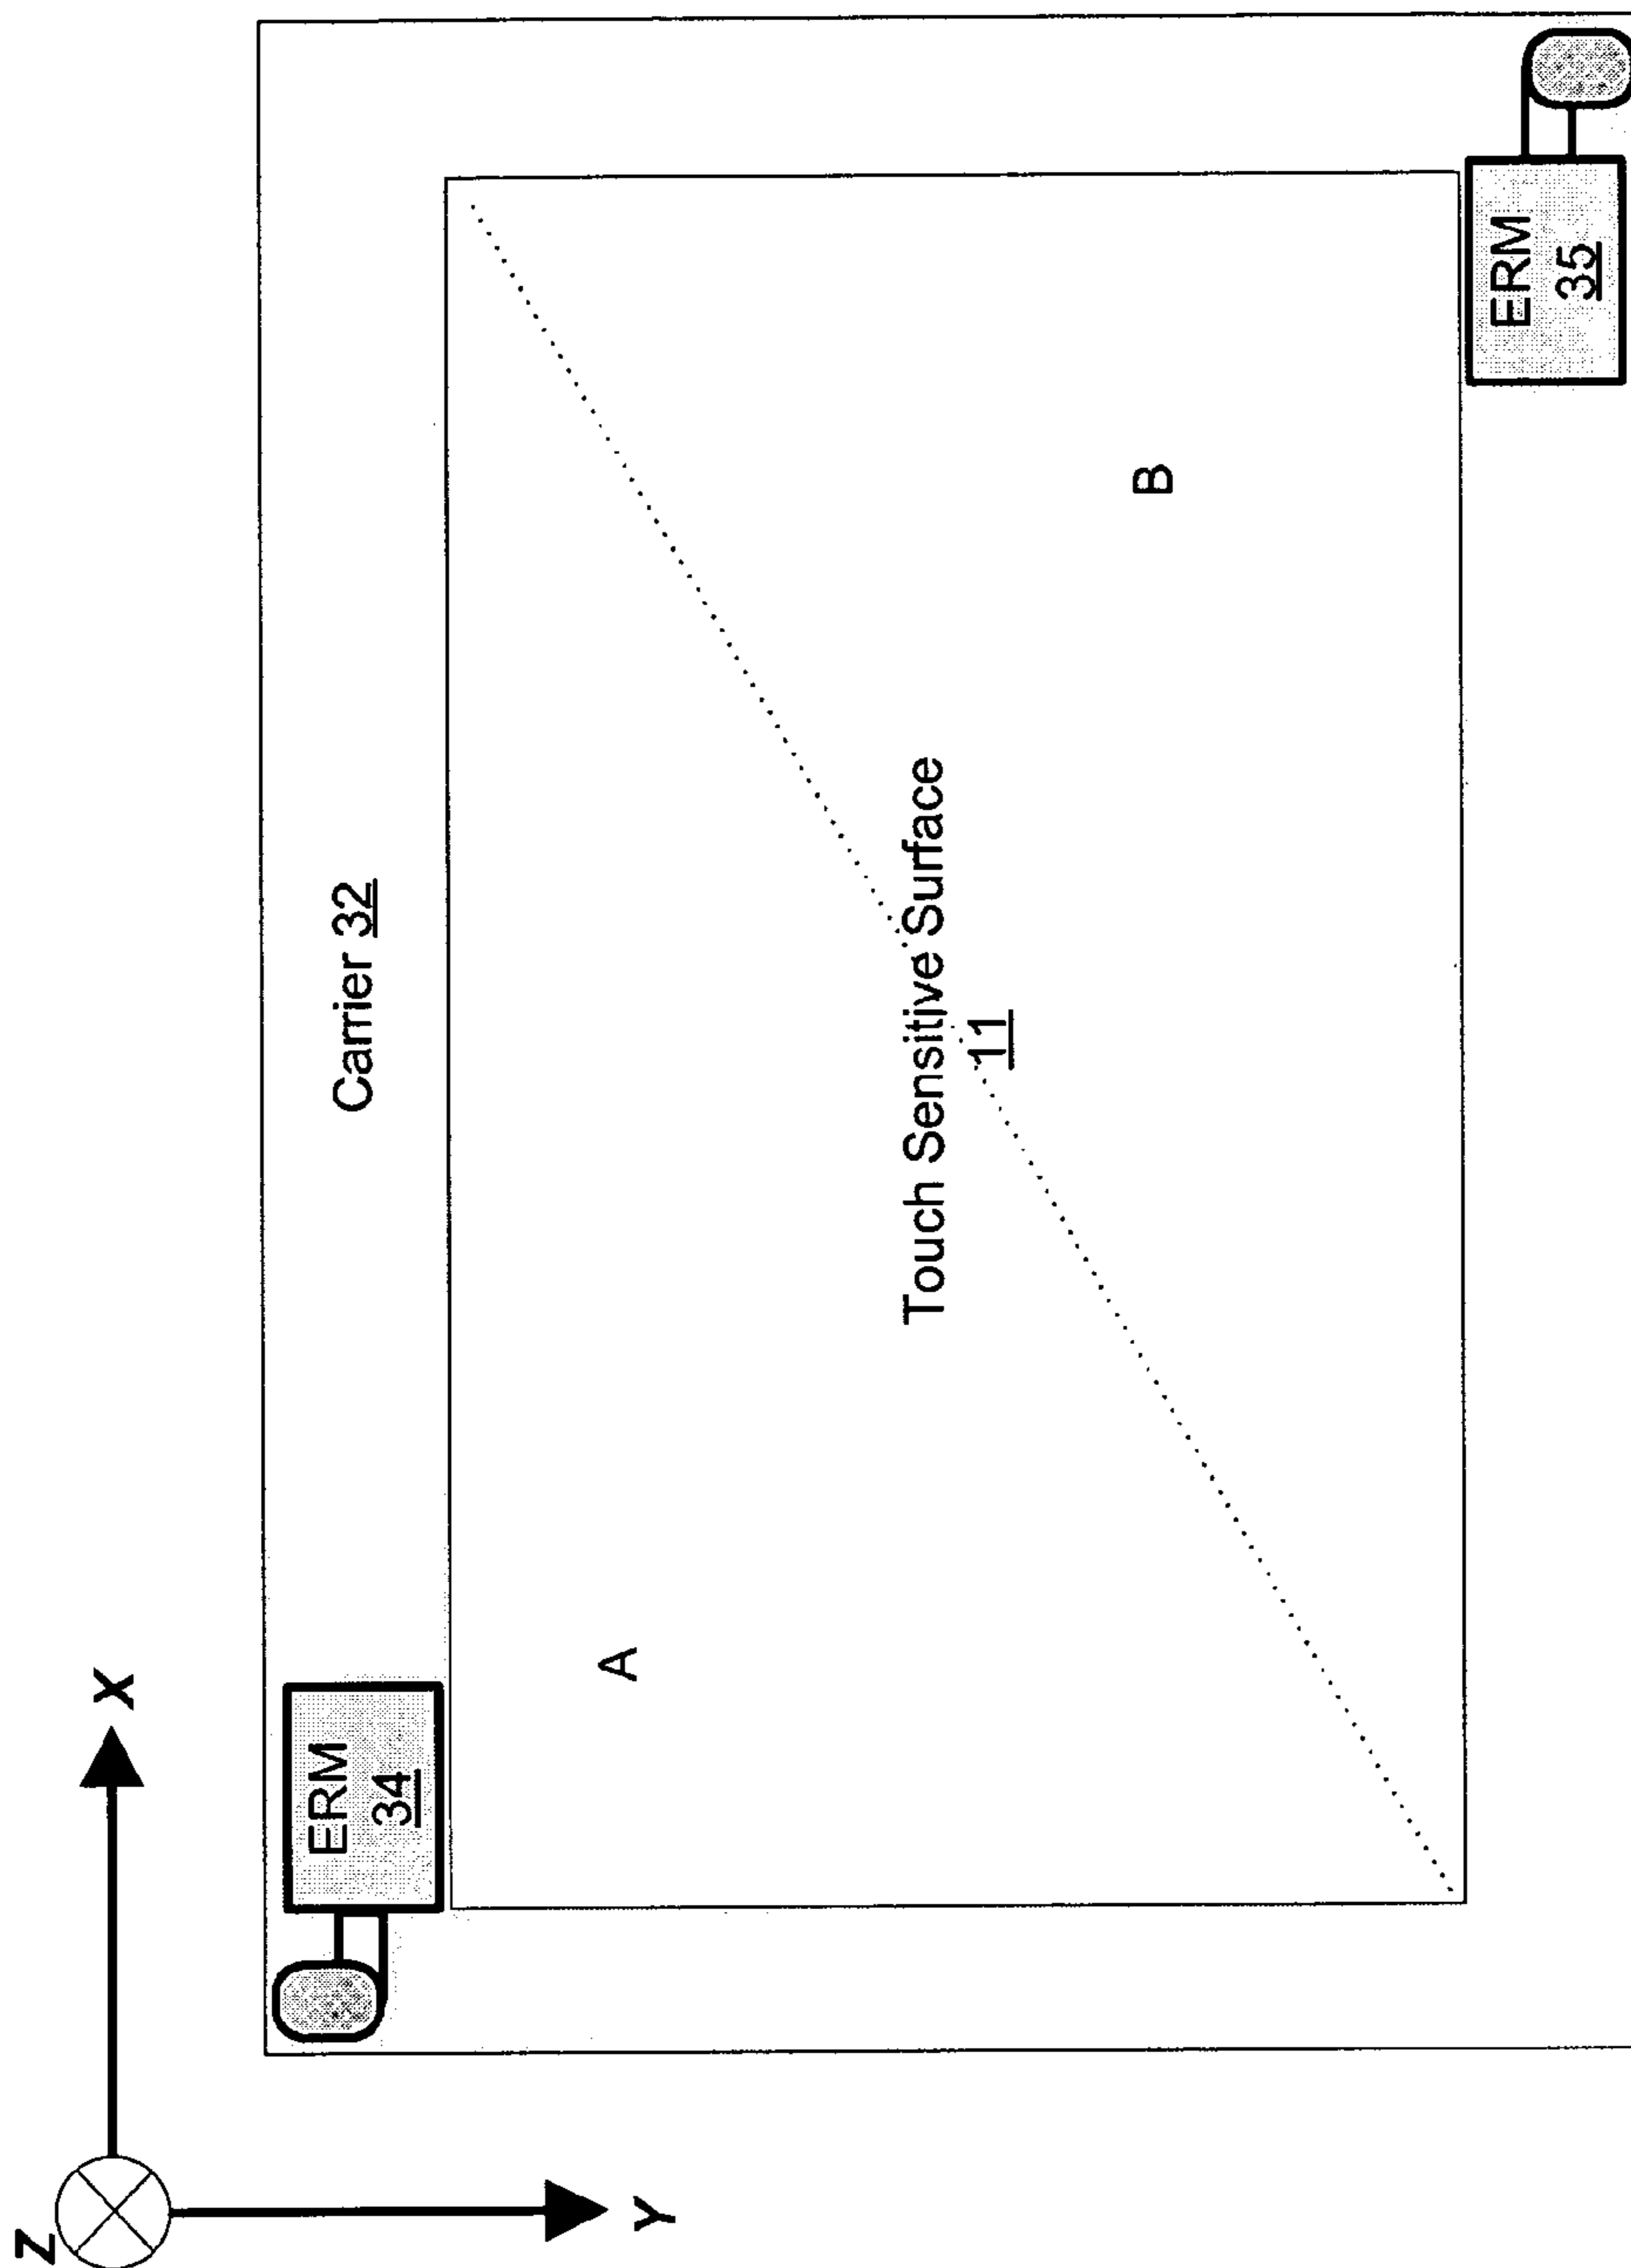 Z
X
ERM
34
Carrier 32
A
Y
Touch Sensitive Surface
11
B
ERM
35